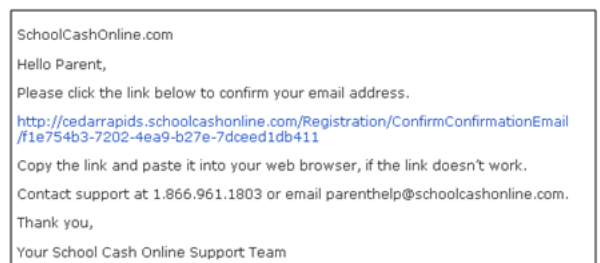 SchoolCashOnline.com
Hello Parent,
Please click the link below to confirm your email address.
http://cedarrapids.schoolcashonline.com/Registration/ConfirmConfirmationEmail
/f1e754b3-7202-4ea9-b27e-7dceed1db411
Copy the link and paste it into your web browser, if the link doesn't work.
Contact support at 1.866.961.1803 or email parenthelp@schoolcashonline.com.
Thank you,
Your School Cash Online Support Team